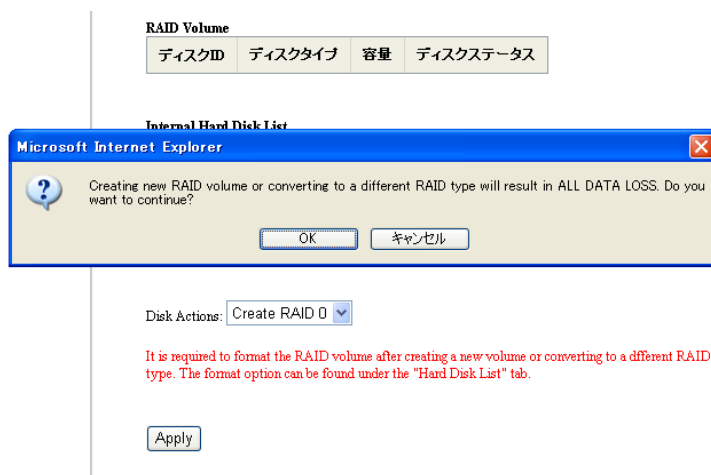 RAID Volume
ディスクID ディスクタイプ 容量 ディスクステータス
Internal Hard Disk List
Microsoft Internet Explorer
Creating new RAID volume or converting to a different RAID type will result in ALL DATA LOSS. Do you
want to continue?
OK キャンセル
Disk Actions: Create RAID 0
It is required to format the RAID volume after creating a new volume or converting to a dfferent RAID
type. The format option can be found under the "Hard Disk List" tab.
Apply